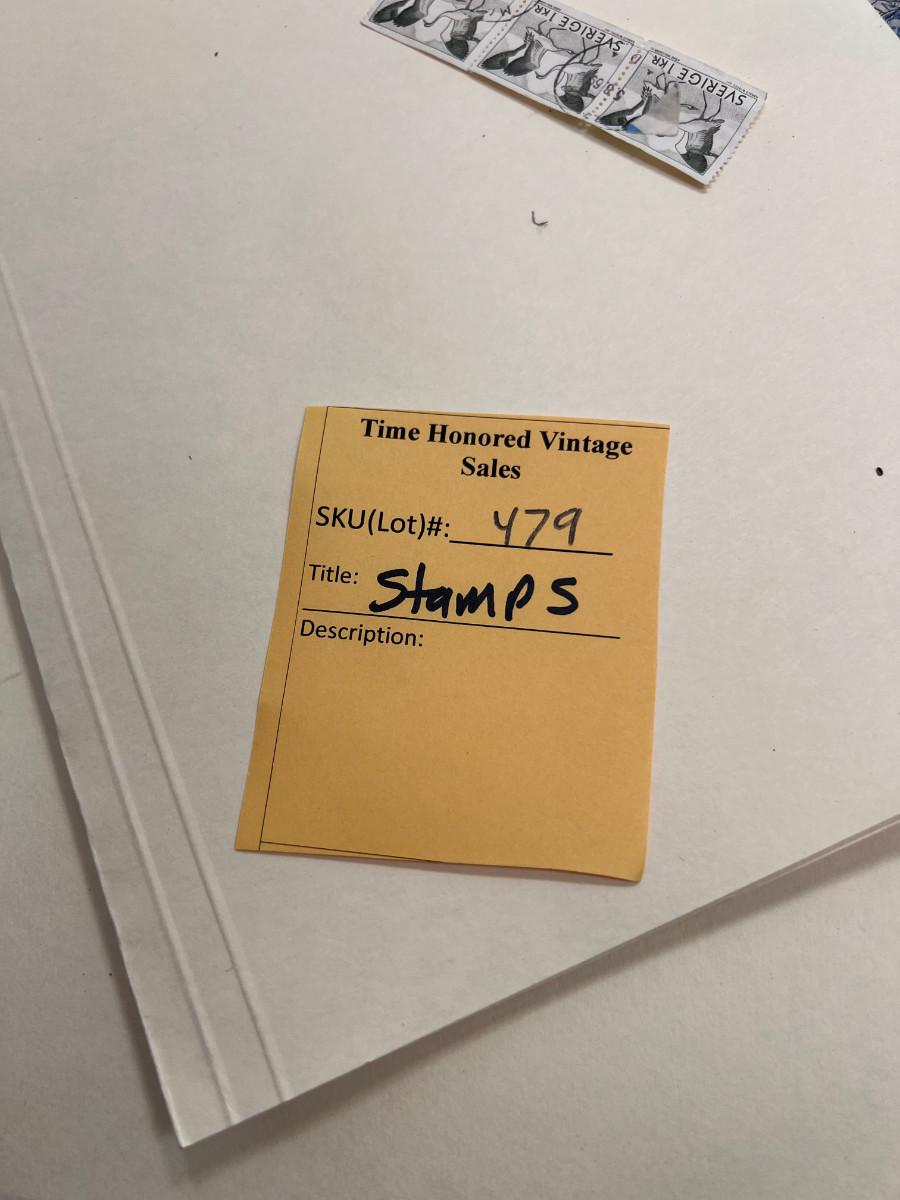 SVERIGE 1 KR
SVERIGE 1 KR
Time Honored Vintage
Sales
SKU(Lot)#: 479
Title: Stamps
Description: